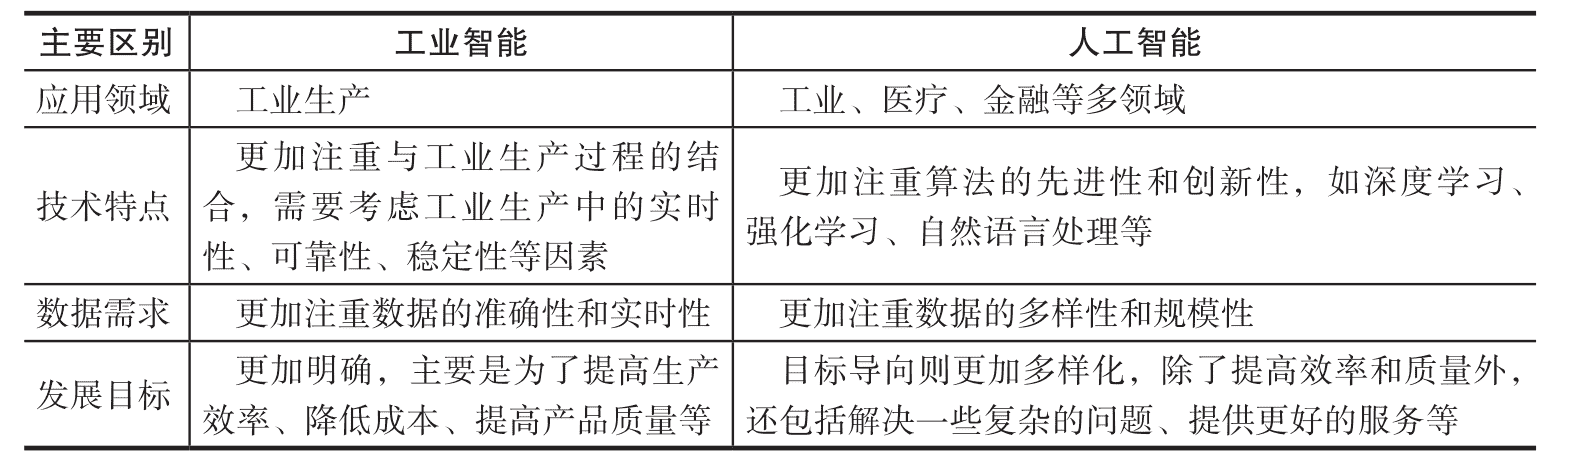 主要区别 工业智能 人工智能
应用领域 工业生产 工业、医疗、金融等多领域
技术特点
更加注重与工业生产过程的结
合，需要考虑工业生产中的实时
性、可靠性、稳定性等因素
更加注重算法的先进性和创新性，如深度学习、
强化学习、自然语言处理等
数据需求 更加注重数据的准确性和实时性 更加注重数据的多样性和规模性
发展目标
更加明确，主要是为了提高生产
效率、降低成本、提高产品质量等
目标导向则更加多样化，除了提高效率和质量外，
还包括解决一些复杂的问题、提供更好的服务等